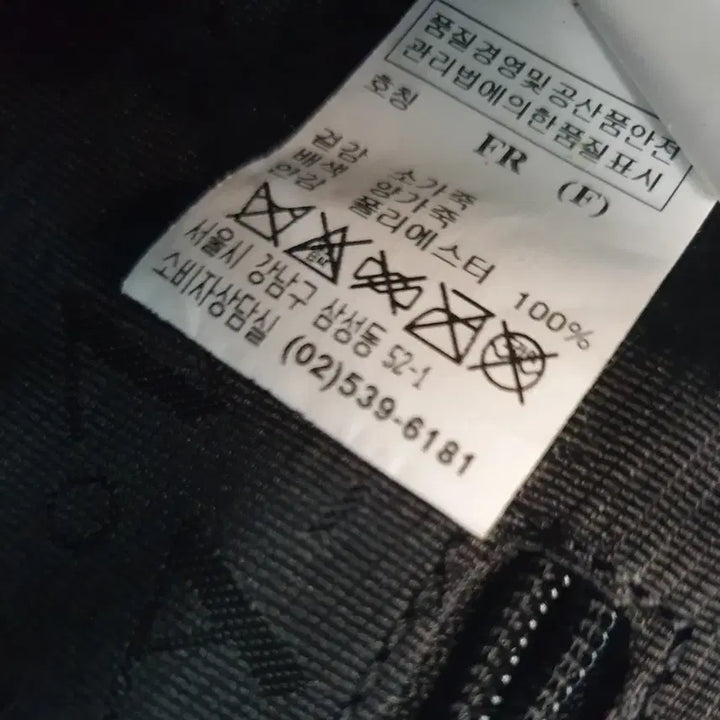 품질경영및공산품안전
관리법에의한품질표시
호칭 FR (F)
겉감 소가죽
배색 양가죽
안감 폴리에스터 100%
서울시 강남구 삼성동 52-1
소비자상담실 (02)539-6181